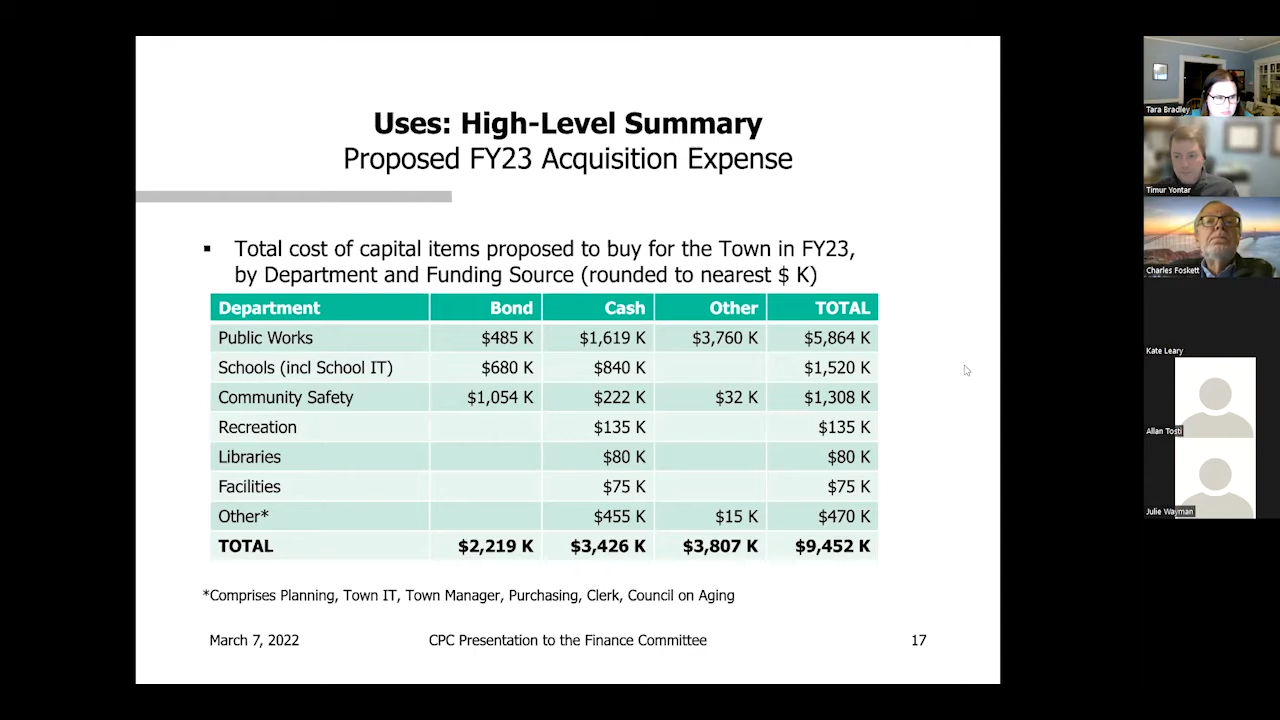 Uses: High-Level Summary
Proposed FY23 Acquisition Expense
▪ Total cost of capital items proposed to buy for the Town in FY23,
by Department and Funding Source (rounded to nearest $ K)
Department Bond Cash Other TOTAL
Public Works $485 K $1,619 K $3,760 K $5,864 K
Schools (incl School IT) $680 K $840 K $1,520 K
Community Safety $1,054 K $222 K $32 K $1,308 K
Recreation $135 K $135 K
Libraries $80 K $80 K
Facilities $75 K $75 K
Other* $455 K $15 K $470 K
TOTAL $2,219 K $3,426 K $3,807 K $9,452 K
*Comprises Planning, Town IT, Town Manager, Purchasing, Clerk, Council on Aging
March 7, 2022 CPC Presentation to the Finance Committee 17
Tara Bradley
Timur Yontar
Charles Foskett
Kate Leary
Allan Tosti
Julie Wayman